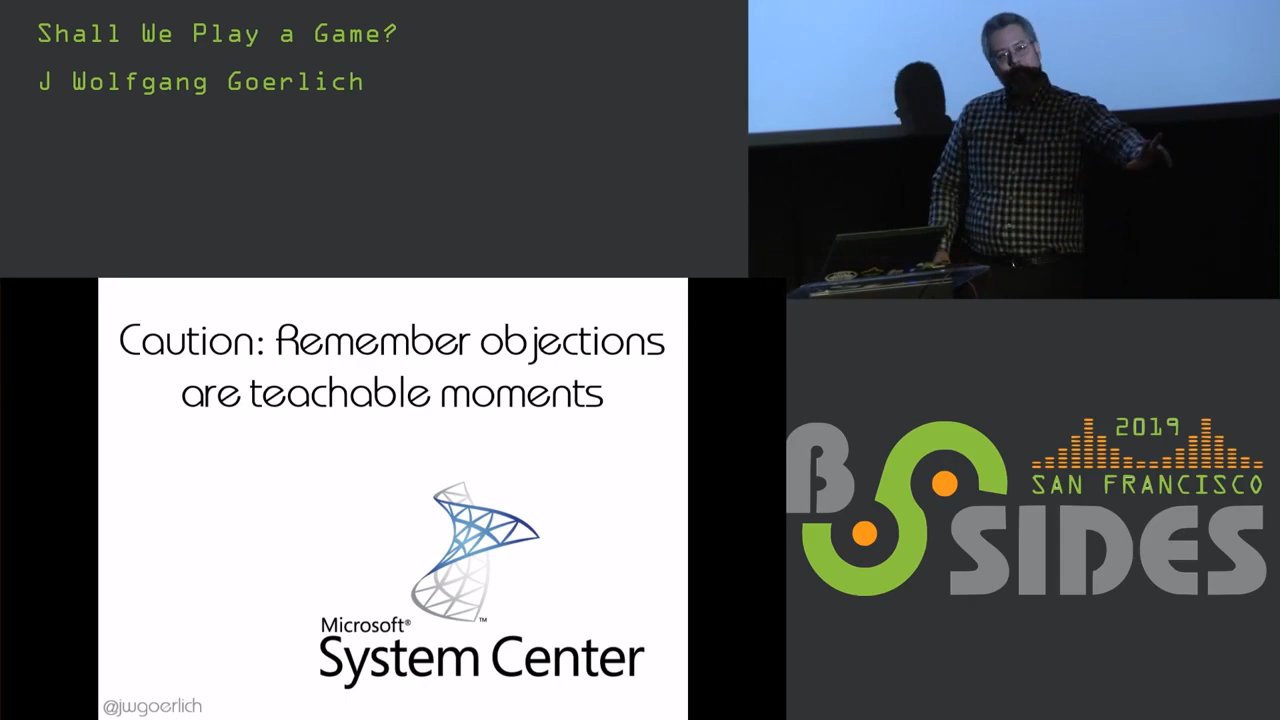 Shall We Play a Game?
J Wolfgang Goerlich
Caution: Remember objections
are teachable moments
Microsoft®
System Center
™
@jwgoerlich
2019
SAN FRANCISCO
B
SIDES